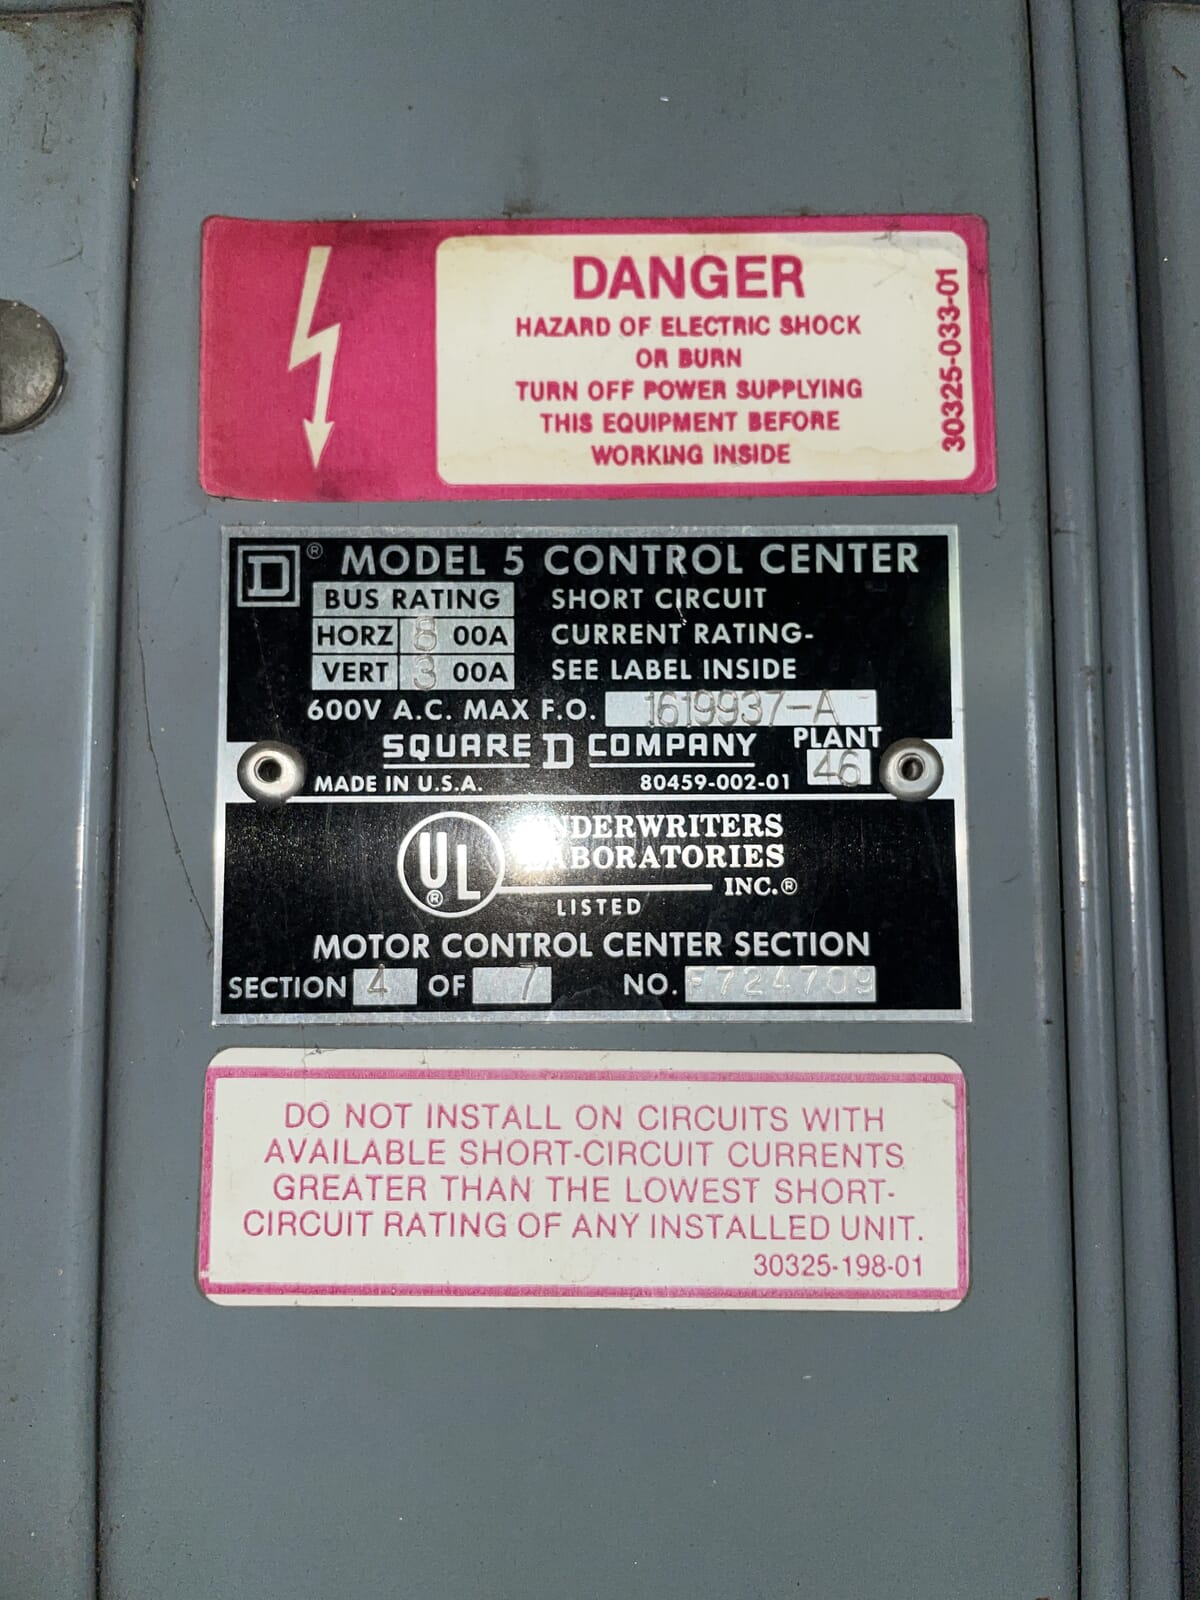 DANGER
HAZARD OF ELECTRIC SHOCK
OR BURN
TURN OFF POWER SUPPLYING
THIS EQUIPMENT BEFORE
WORKING INSIDE
30325-033-01
D ® MODEL 5 CONTROL CENTER
BUS RATING SHORT CIRCUIT
HORZ 8 00A CURRENT RATING-
VERT 3 00A SEE LABEL INSIDE
600V A.C. MAX F.O. 1619937-A
SQUARE D COMPANY PLANT
MADE IN U.S.A. 80459-002-01 46
UL ® UNDERWRITERS
LABORATORIES
INC.®
LISTED
MOTOR CONTROL CENTER SECTION
SECTION 4 OF 7 NO. F724709
DO NOT INSTALL ON CIRCUITS WITH
AVAILABLE SHORT-CIRCUIT CURRENTS
GREATER THAN THE LOWEST SHORT-
CIRCUIT RATING OF ANY INSTALLED UNIT.
30325-198-01